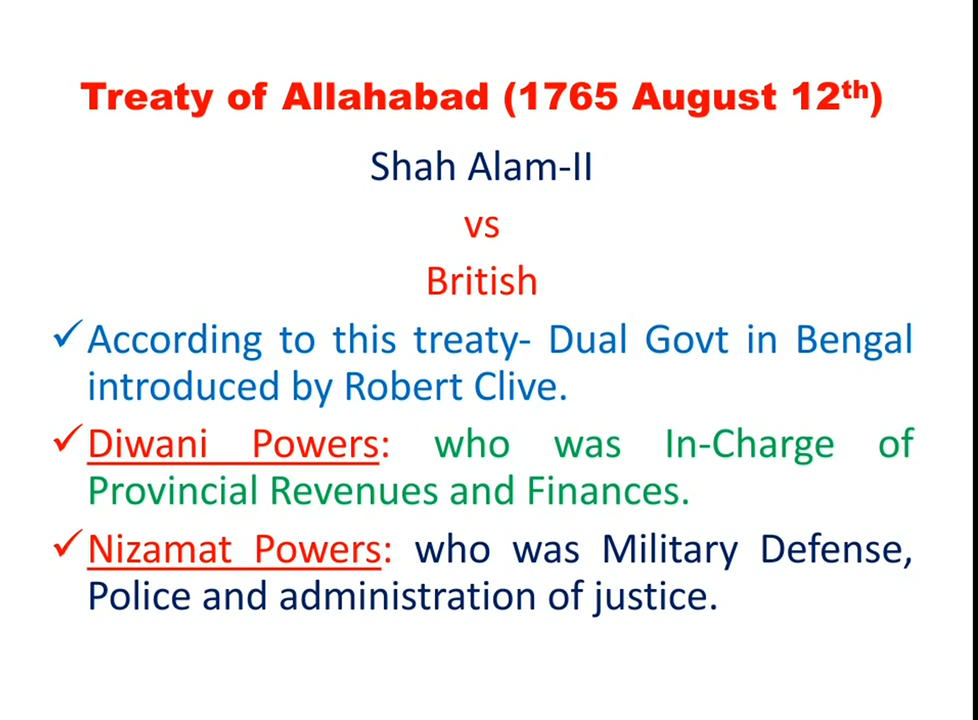 Treaty of Allahabad (1765 August 12th)
Shah Alam-II
vs
British
✓According to this treaty- Dual Govt in Bengal
introduced by Robert Clive.
✓Diwani Powers: who was In-Charge of
Provincial Revenues and Finances.
✓Nizamat Powers: who was Military Defense,
Police and administration of justice.